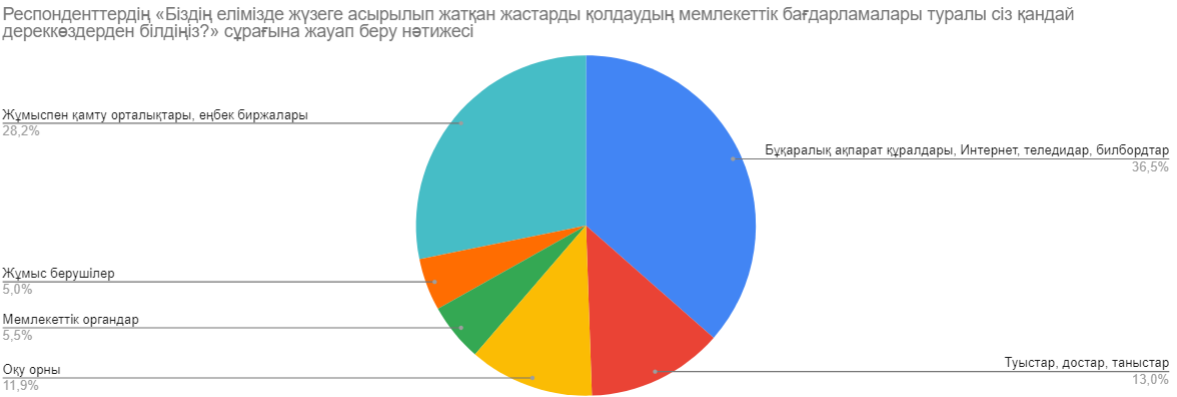 Респонденттердің «Біздің елімізде жүзеге асырылып жатқан жастарды қолдаудың мемлекеттік бағдарламалары туралы сіз қандай
дереккөздерден білдіңіз?» сұрағына жауап беру нәтижесі
Жұмыспен қамту орталықтары, еңбек биржалары
28,2%
Бұқаралық ақпарат құралдары, Интернет, теледидар, билбордтар
36,5%
Жұмыс берушілер
5,0%
Мемлекеттік органдар
5,5%
Оқу орны
11,9%
Туыстар, достар, таныстар
13,0%